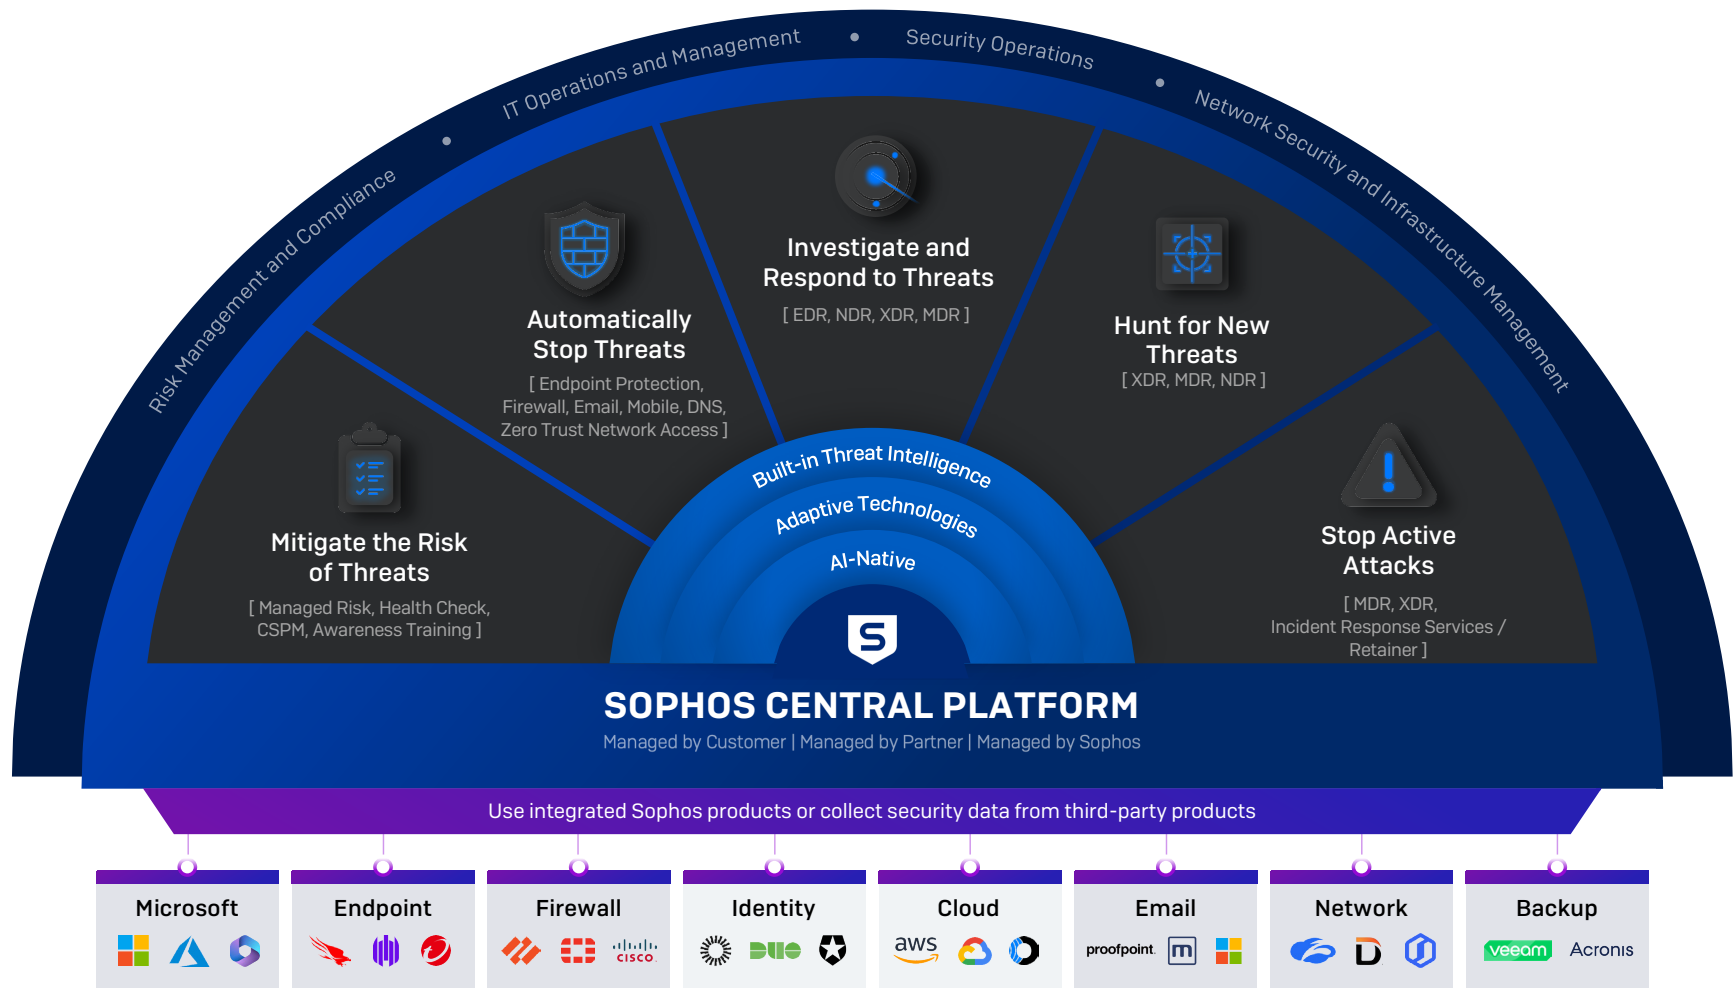 Risk Management and Compliance
•
IT Operations and Management
•
Security Operations
•
Network Security and Infrastructure Management
Mitigate the Risk
of Threats
[ Managed Risk, Health Check,
CSPM, Awareness Training ]
Automatically
Stop Threats
[ Endpoint Protection,
Firewall, Email, Mobile, DNS,
Zero Trust Network Access ]
Investigate and
Respond to Threats
[ EDR, NDR, XDR, MDR ]
Hunt for New
Threats
[ XDR, MDR, NDR ]
Stop Active
Attacks
[ MDR, XDR,
Incident Response Services /
Retainer ]
Built-in Threat Intelligence
Adaptive Technologies
AI-Native
S
SOPHOS CENTRAL PLATFORM
Managed by Customer | Managed by Partner | Managed by Sophos
Use integrated Sophos products or collect security data from third-party products
Microsoft
Endpoint
Firewall
CISCO
Identity
DUO
Cloud
aws
Email
proofpoint.
m
Network
D
Backup
veeam
Acronis